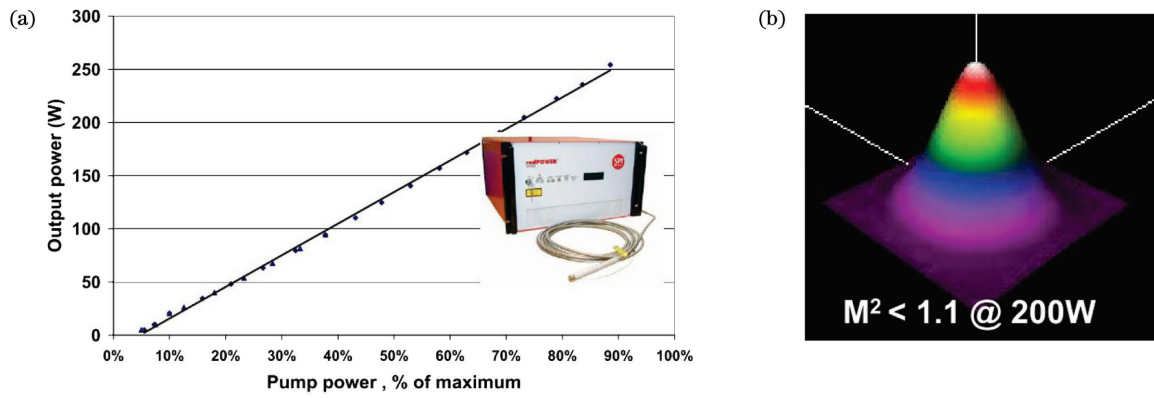 (a)
300
250
200
150
100
50
0
Output power (W)
0% 10% 20% 30% 40% 50% 60% 70% 80% 90% 100%
Pump power , % of maximum
redPOWER
SPI
(b)
M² < 1.1 @ 200W